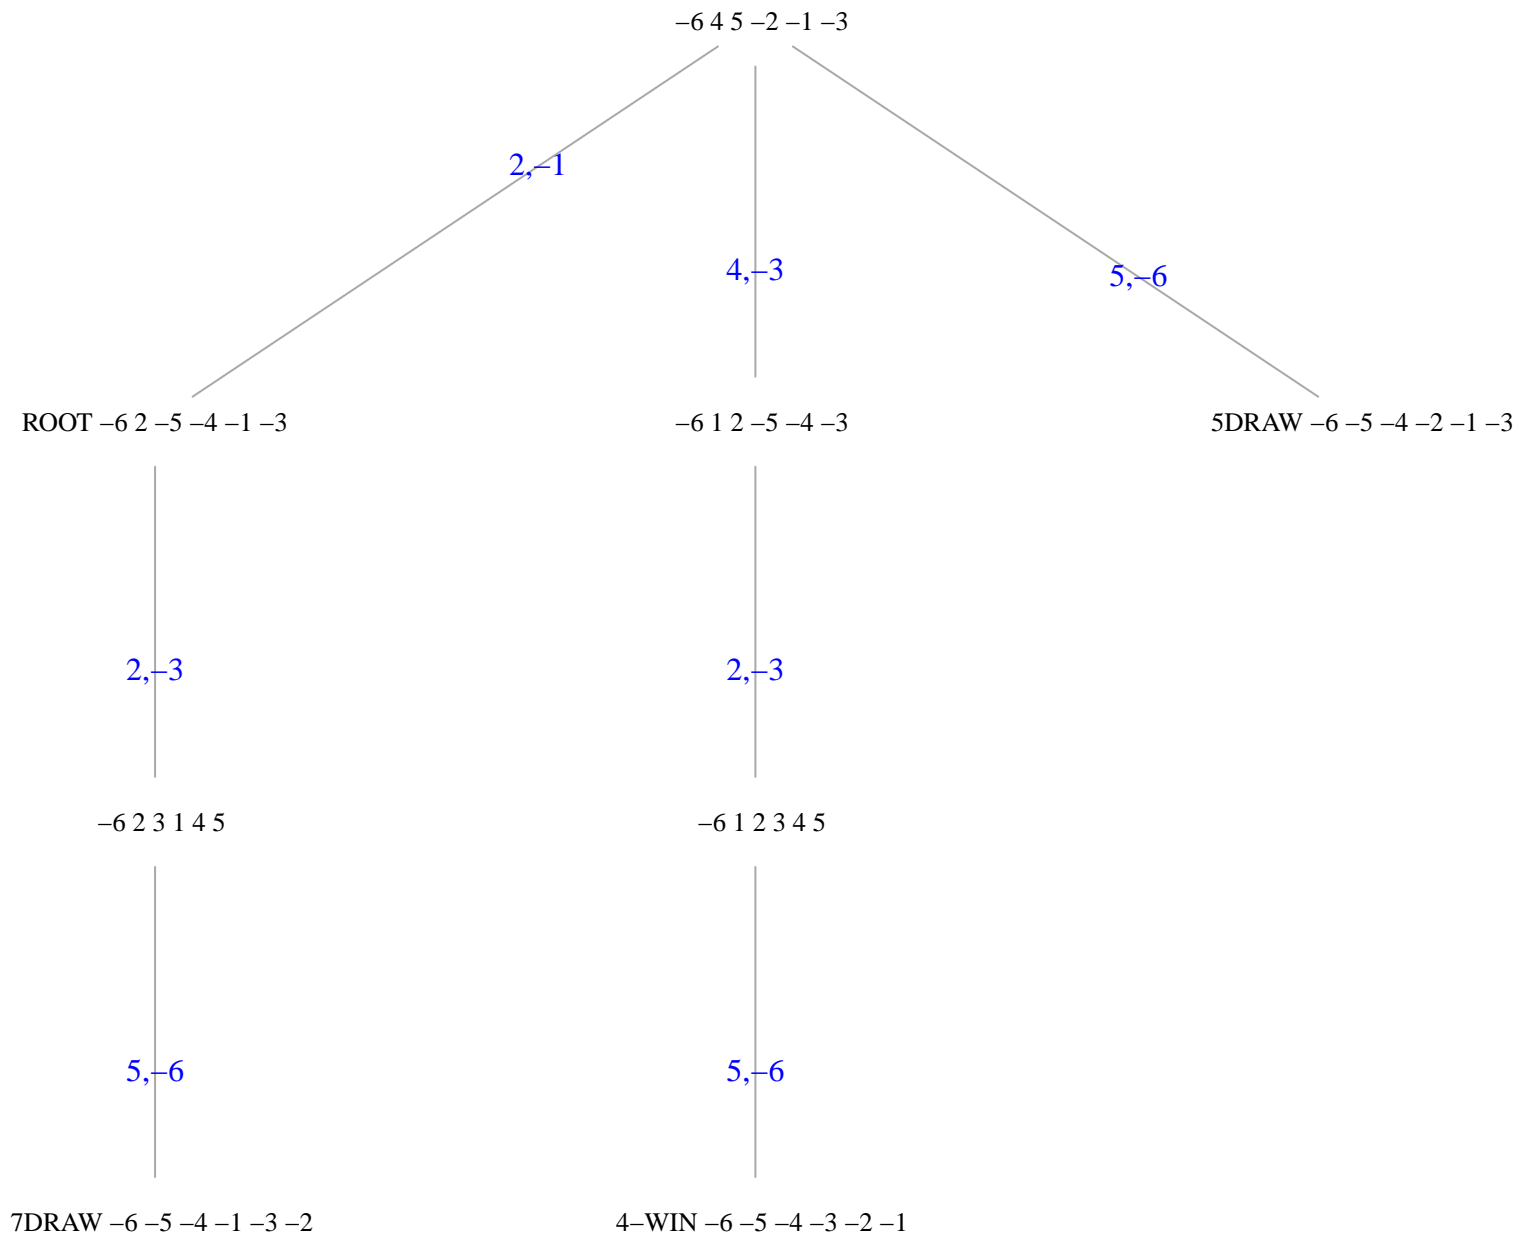 –6 4 5 –2 –1 –3
2,–1
4,–3
5,–6
ROOT –6 2 –5 –4 –1 –3
–6 1 2 –5 –4 –3
5DRAW –6 –5 –4 –2 –1 –3
2,–3
2,–3
–6 2 3 1 4 5
–6 1 2 3 4 5
5,–6
5,–6
7DRAW –6 –5 –4 –1 –3 –2
4–WIN –6 –5 –4 –3 –2 –1